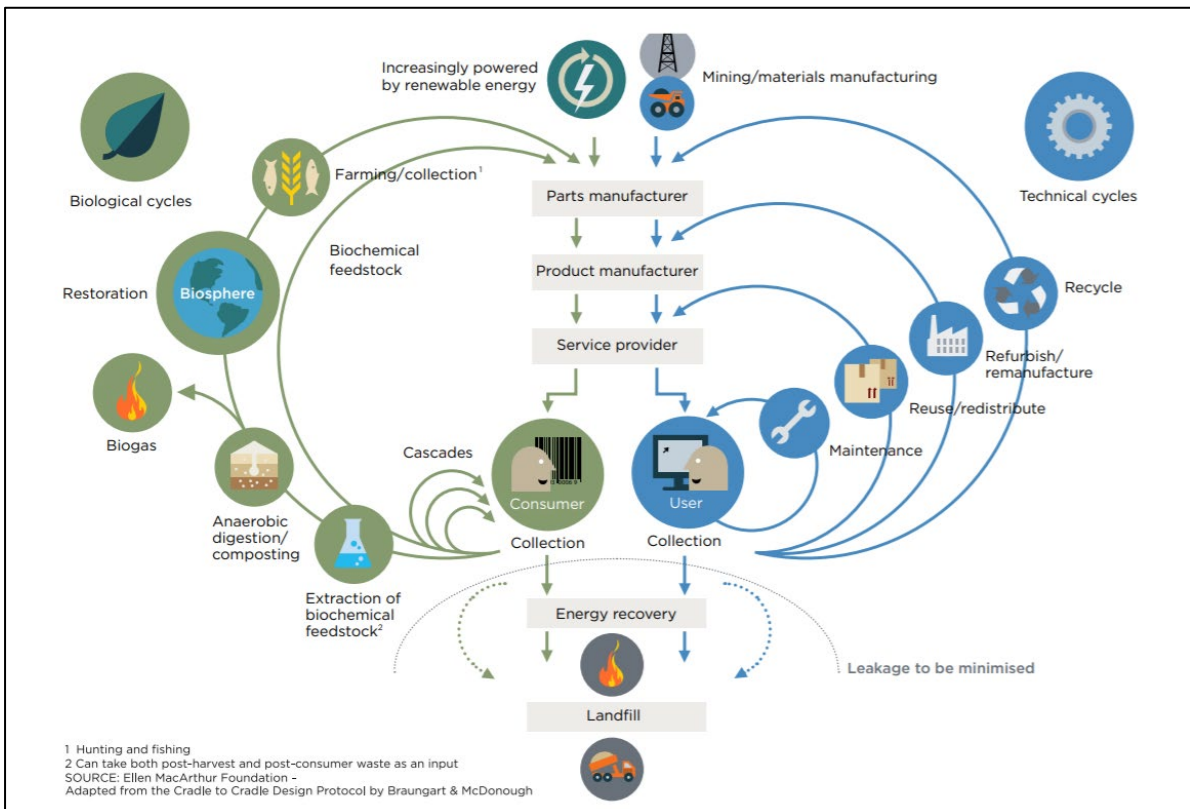 Increasingly powered
by renewable energy
Mining/materials manufacturing
Biological cycles
Farming/collection¹
Technical cycles
Parts manufacturer
Biochemical
feedstock
Product manufacturer
Restoration
Biosphere
Recycle
Service provider
Refurbish/
remanufacture
Reuse/redistribute
Biogas
Cascades
Maintenance
Consumer
User
Anaerobic
digestion/
composting
Collection
Collection
Extraction of
biochemical
feedstock²
Energy recovery
Leakage to be minimised
Landfill
1 Hunting and fishing
2 Can take both post-harvest and post-consumer waste as an input
SOURCE: Ellen MacArthur Foundation –
Adapted from the Cradle to Cradle Design Protocol by Braungart & McDonough